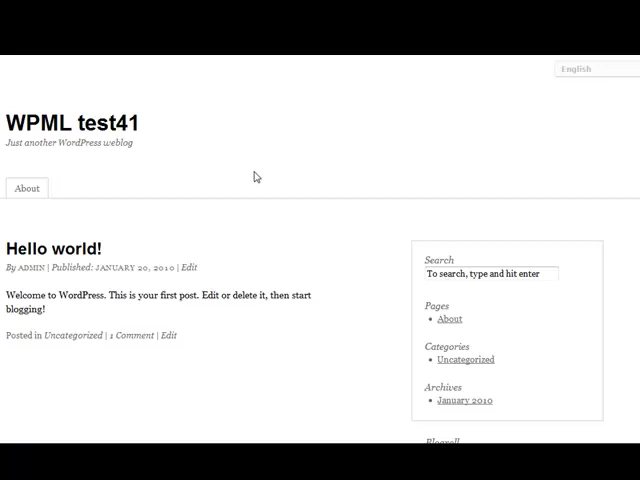 English
WPML test41
Just another WordPress weblog
About
Hello world!
By ADMIN | Published: JANUARY 20, 2010 | Edit
Welcome to WordPress. This is your first post. Edit or delete it, then start
blogging!
Posted in Uncategorized | 1 Comment | Edit
Search
To search, type and hit enter
Pages
• About
Categories
• Uncategorized
Archives
• January 2010
Blogroll